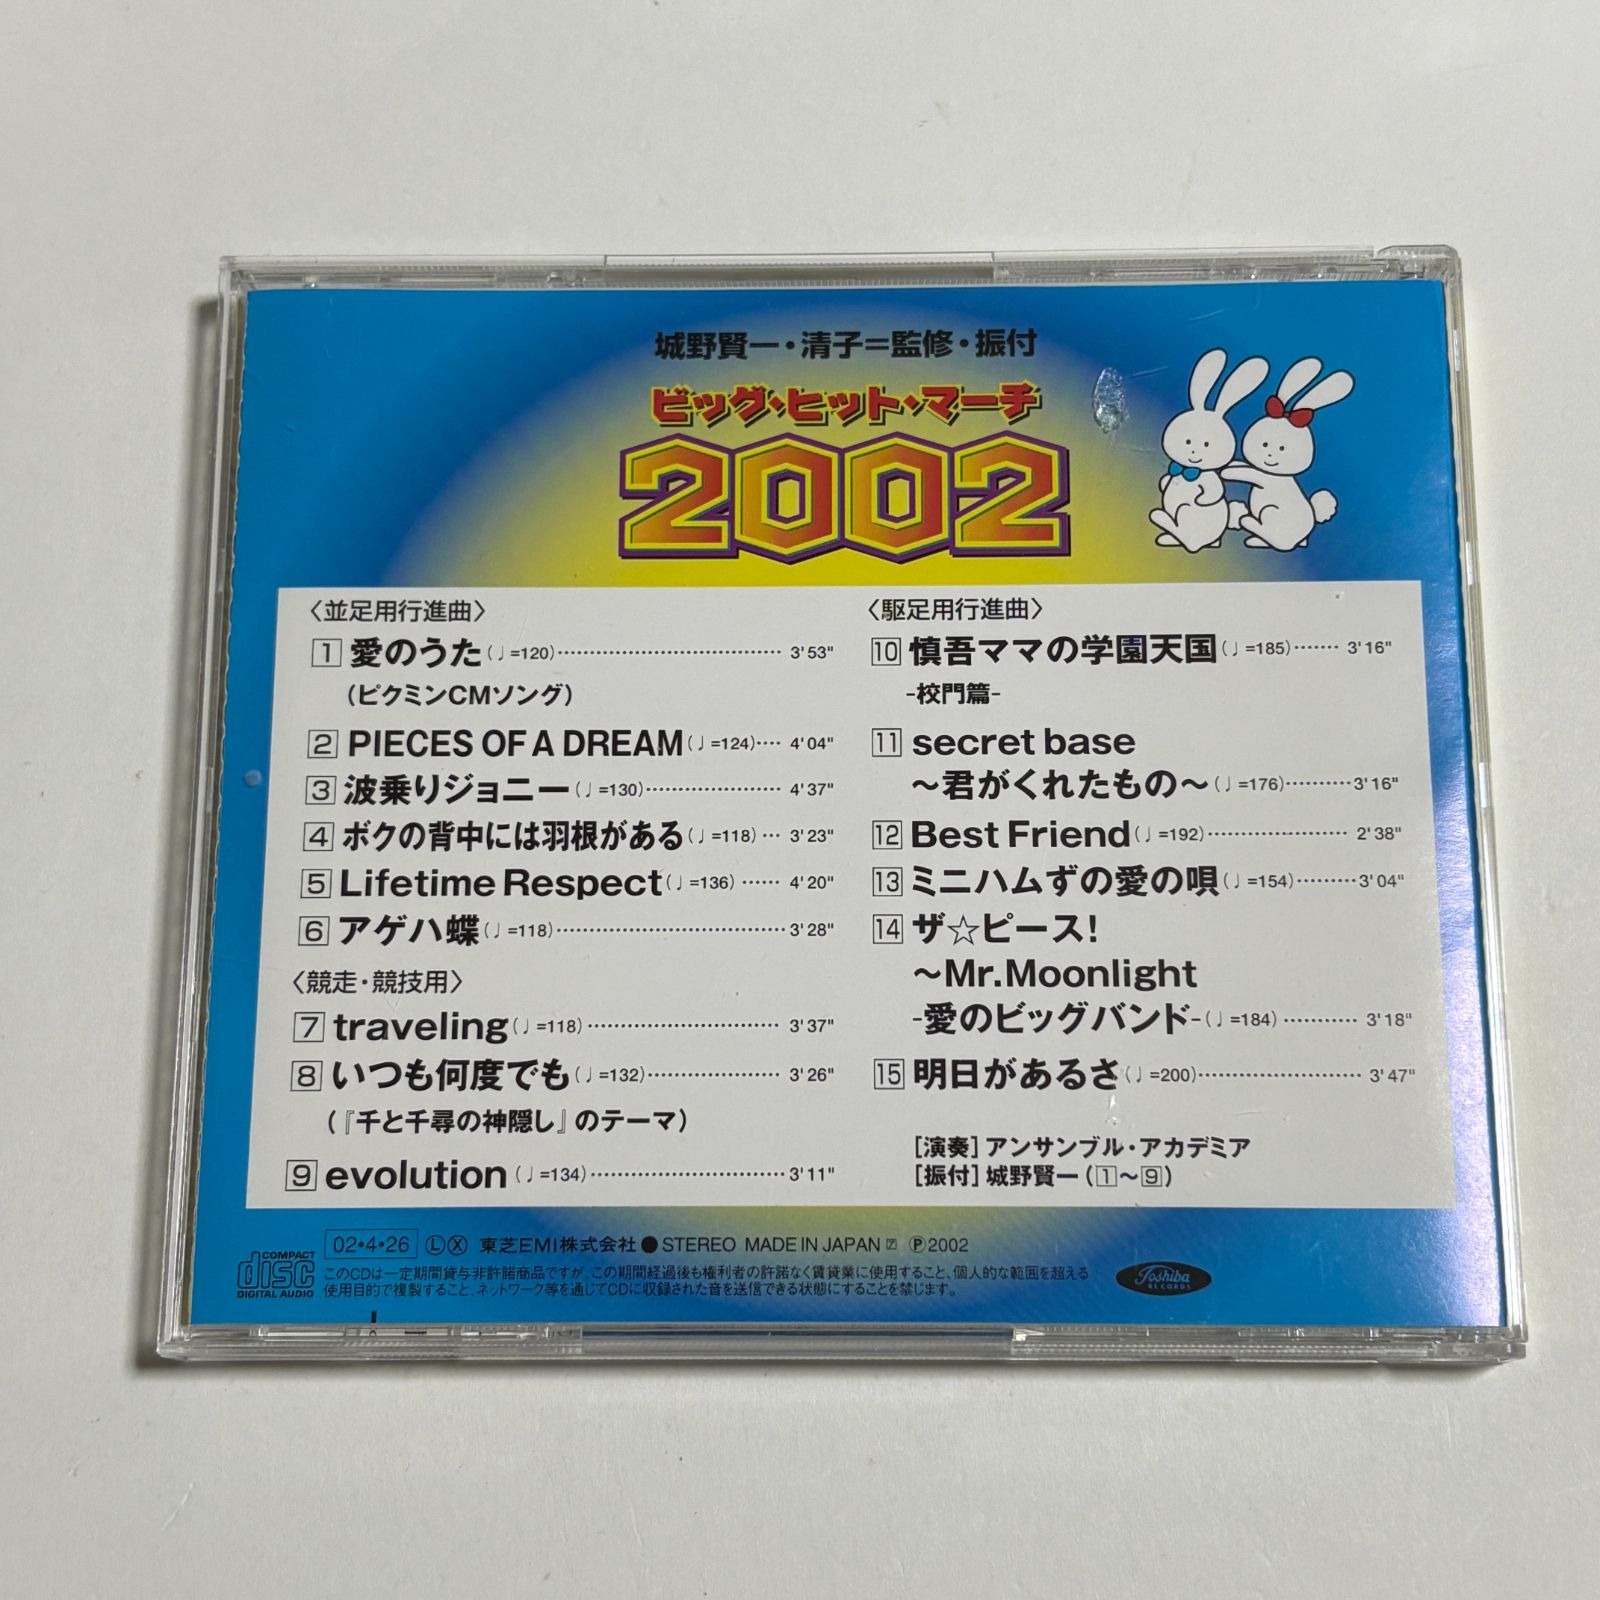 城野賢一・清子=監修・振付
ビッグ・ヒット・マーチ
2002
〈並足用行進曲〉
1 愛のうた(♩=120)………………………… 3'53"
(ピクミンCMソング)
2 PIECES OF A DREAM(♩=124)…・ 4'04"
3 波乗りジョニー(♩=130)……………… 4'37"
4 ボクの背中には羽根がある(♩=118)… 3'23"
5 Lifetime Respect(♩=136)…… 4'20"
6 アゲハ蝶(♩=118)…………………………3'28"
〈競走・競技用〉
7 traveling(♩=118)……………………… 3'37"
8 いつも何度でも(♩=132)……………… 3'26"
(『千と千尋の神隠し』のテーマ)
9 evolution(♩=134)………………………3'11"
〈駆足用行進曲〉
10 慎吾ママの学園天国(♩=185)…… 3'16"
-校門篇-
11 secret base
～君がくれたもの～(♩=176)………3'16"
12 Best Friend(♩=192)……………… 2'38"
13 ミニハムずの愛の唄(♩=154)………3'04"
14 ザ☆ピース!
～Mr.Moonlight
-愛のビッグバンド-(♩=184)………… 3'18"
15 明日があるさ(♩=200)………………… 3'47"
[演奏]アンサンブル・アカデミア
[振付]城野賢一(1～9)
COMPACT
disc
DIGITAL AUDIO
02・4・26 Ⓛ Ⓧ 東芝EMI株式会社●STEREO MADE IN JAPAN ℗2002
このCDは一定期間貸与非許諾商品ですが、この期間経過後も権利者の許諾なく賃貸業に使用すること、個人的な範囲を超える
使用目的で複製すること、ネットワーク等を通じてCDに収録された音を送信できる状態にすることを禁じます。
Toshiba
RECORDS